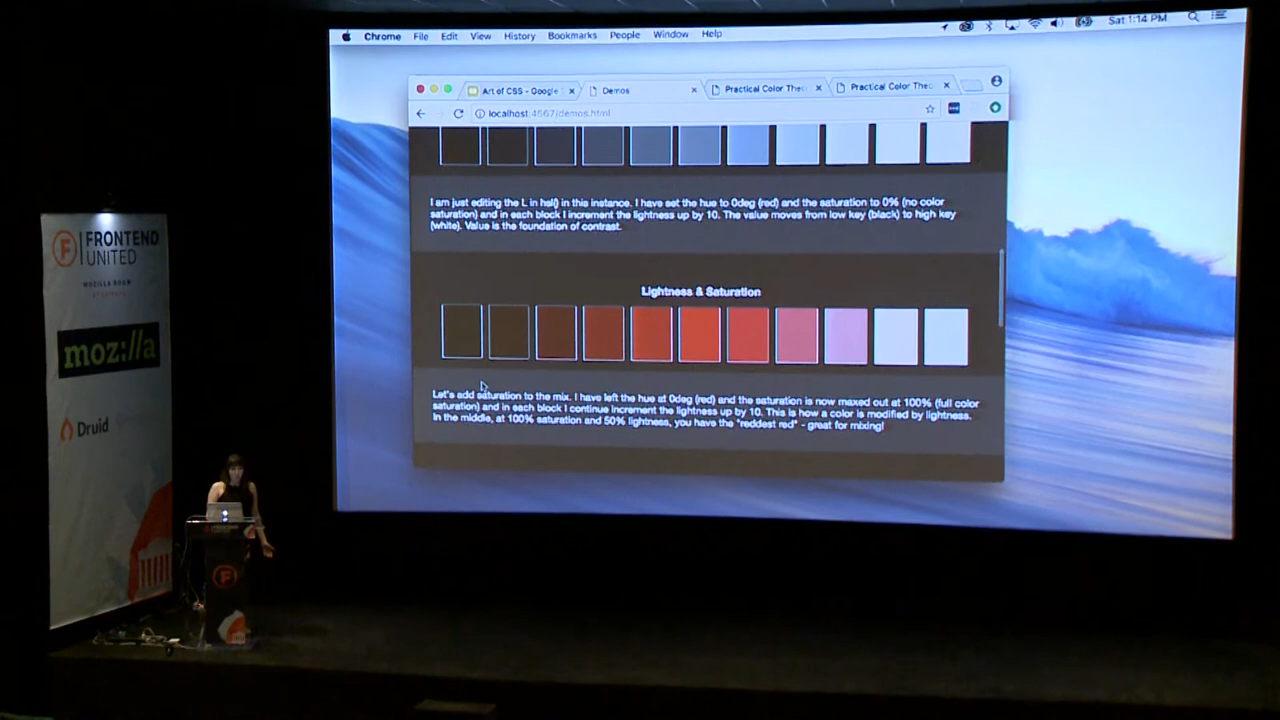 Chrome File Edit View History Bookmarks People Window Help
Sat 1:14 PM
Art of CSS - Google
Demos
Practical Color The
Practical Color Theo
localhost:4567/demos.html
I am just editing the L in hsl() in this instance. I have set the hue to 0deg (red) and the saturation to 0% (no color
saturation) and in each block I increment the lightness up by 10. The value moves from low key (black) to high key
(white). Value is the foundation of contrast.
Lightness & Saturation
Let's add saturation to the mix. I have left the hue at 0deg (red) and the saturation is now maxed out at 100% (full color
saturation) and in each block I continue increment the lightness up by 10. This is how a color is modified by lightness.
In the middle, at 100% saturation and 50% lightness, you have the "reddest red" - great for mixing!
F FRONTEND
UNITED
MOZILLA ROOM
moz://a
Druid
F